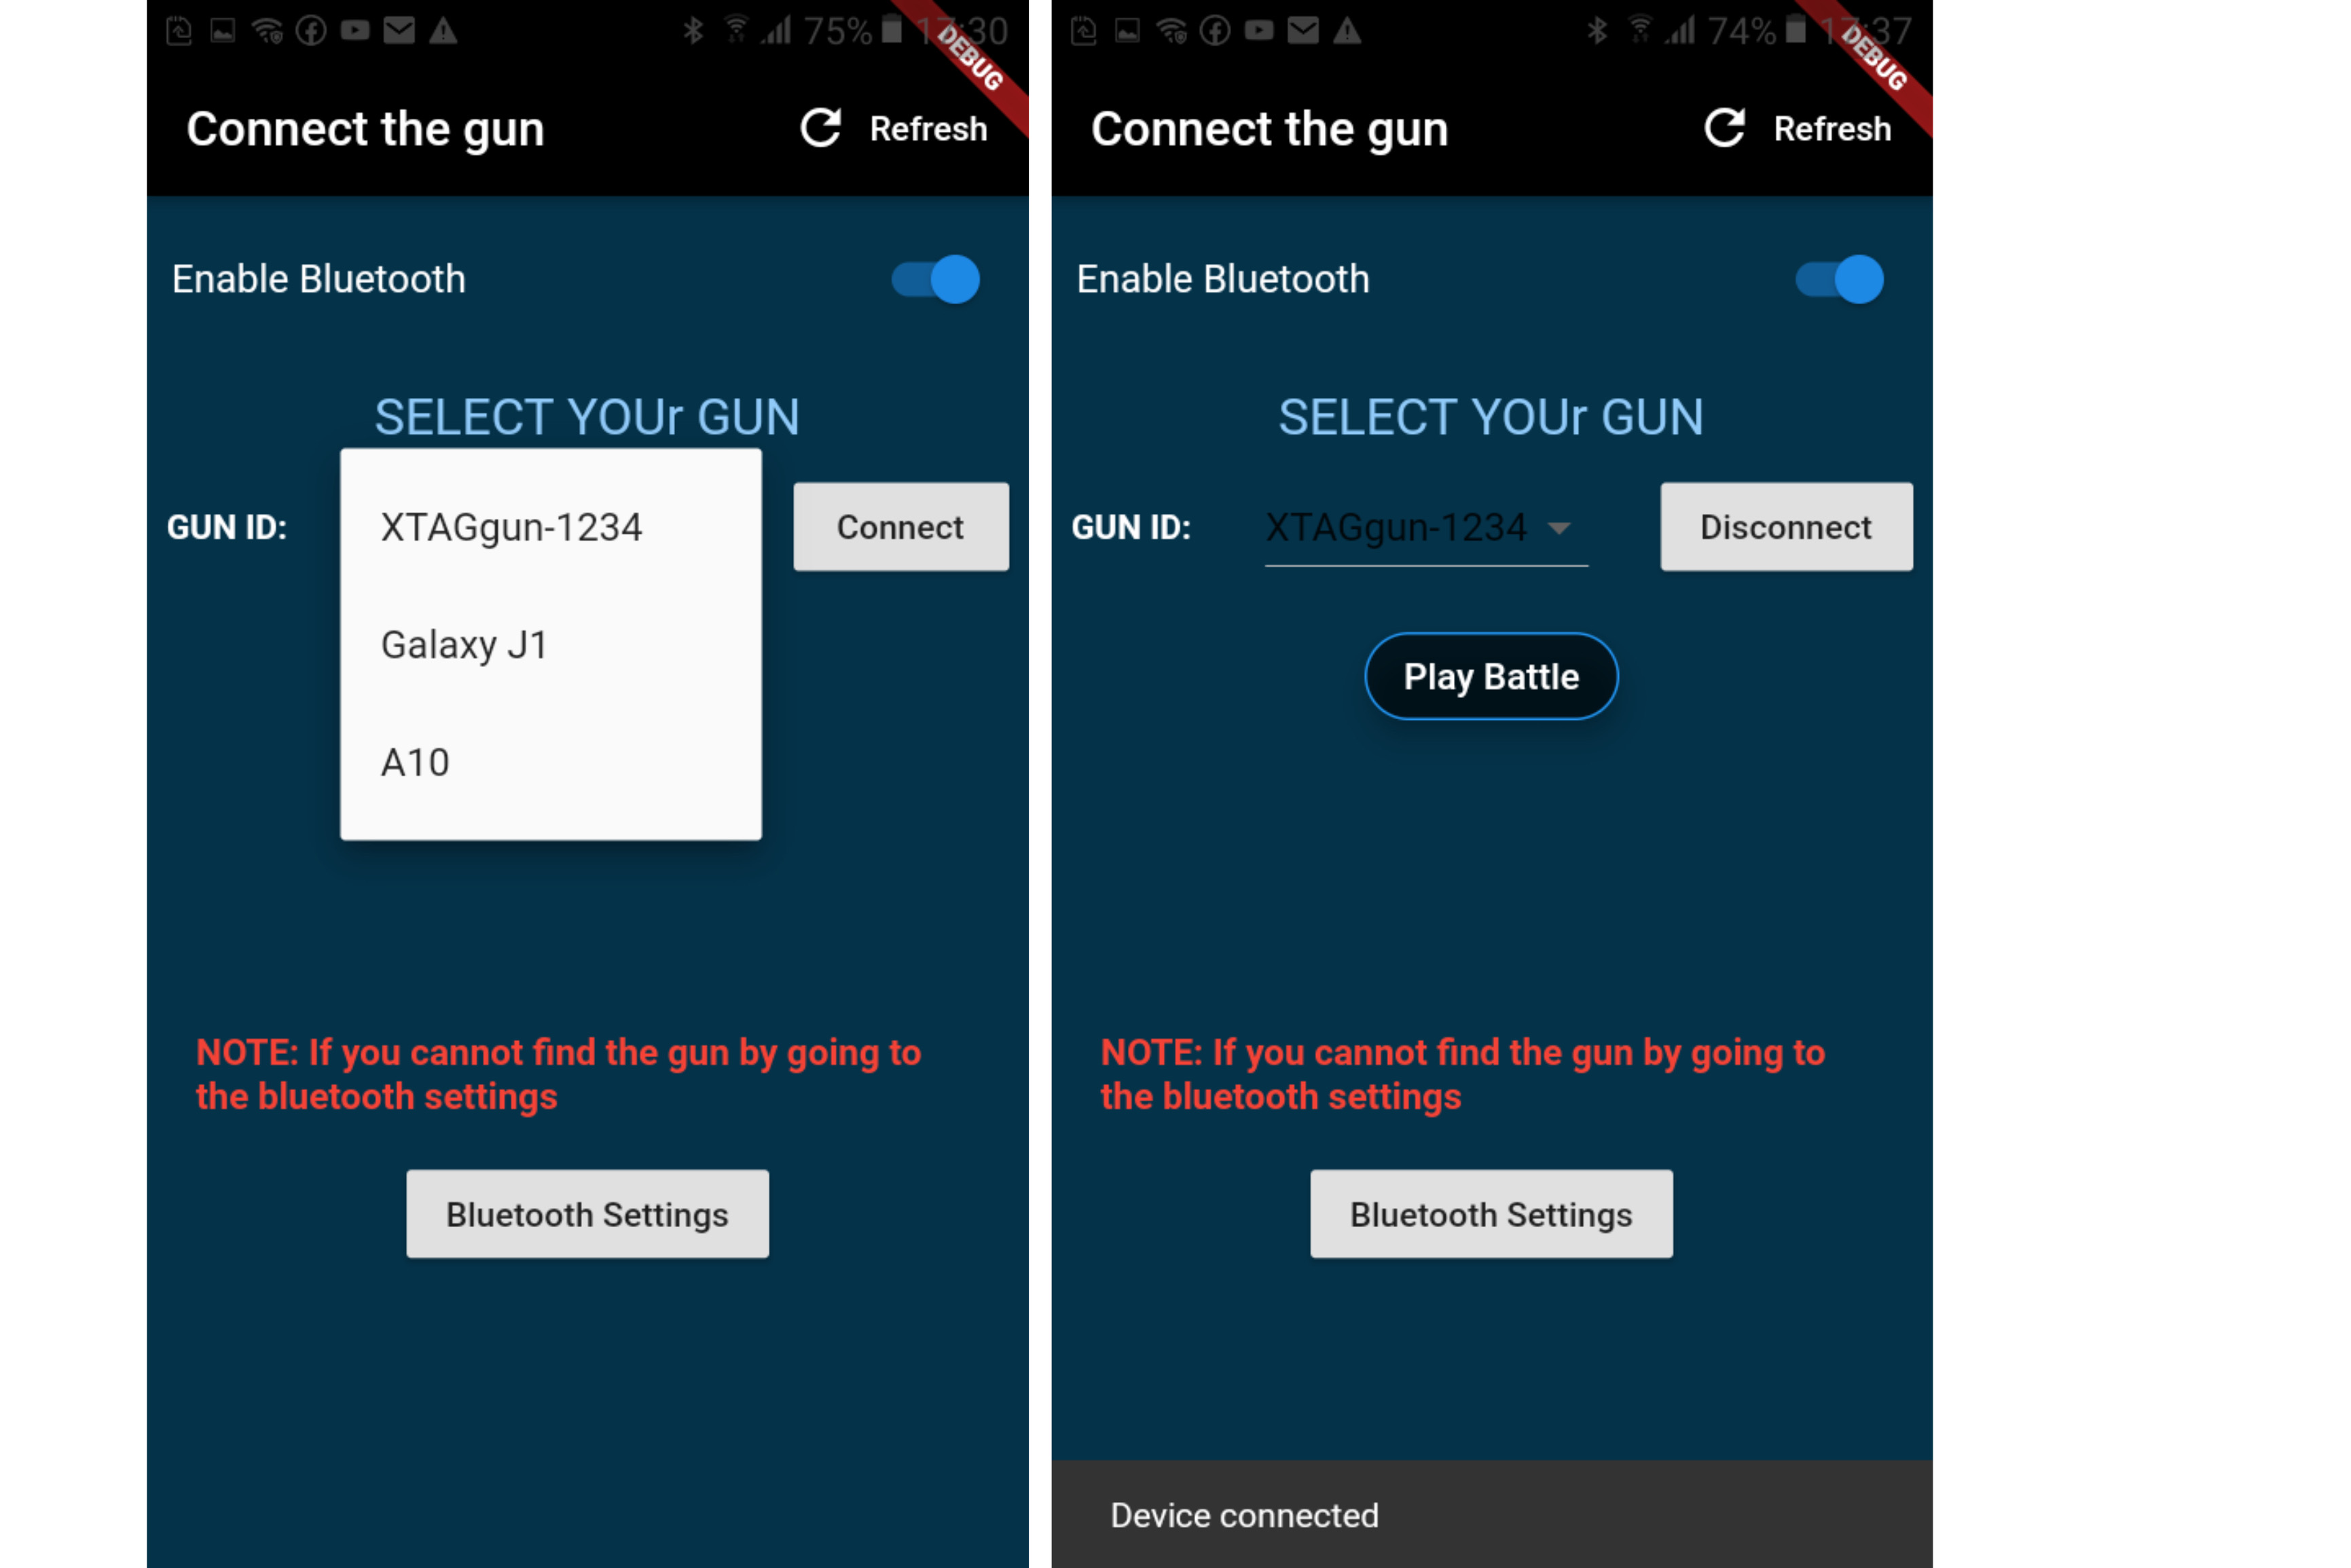 75% 17:30
DEBUG
Connect the gun
Refresh
Enable Bluetooth
SELECT YOUr GUN
GUN ID:
XTAGgun-1234
Connect
Galaxy J1
A10
NOTE: If you cannot find the gun by going to
the bluetooth settings
Bluetooth Settings
74% 17:37
DEBUG
Connect the gun
Refresh
Enable Bluetooth
SELECT YOUr GUN
GUN ID:
XTAGgun-1234
Disconnect
Play Battle
NOTE: If you cannot find the gun by going to
the bluetooth settings
Bluetooth Settings
Device connected